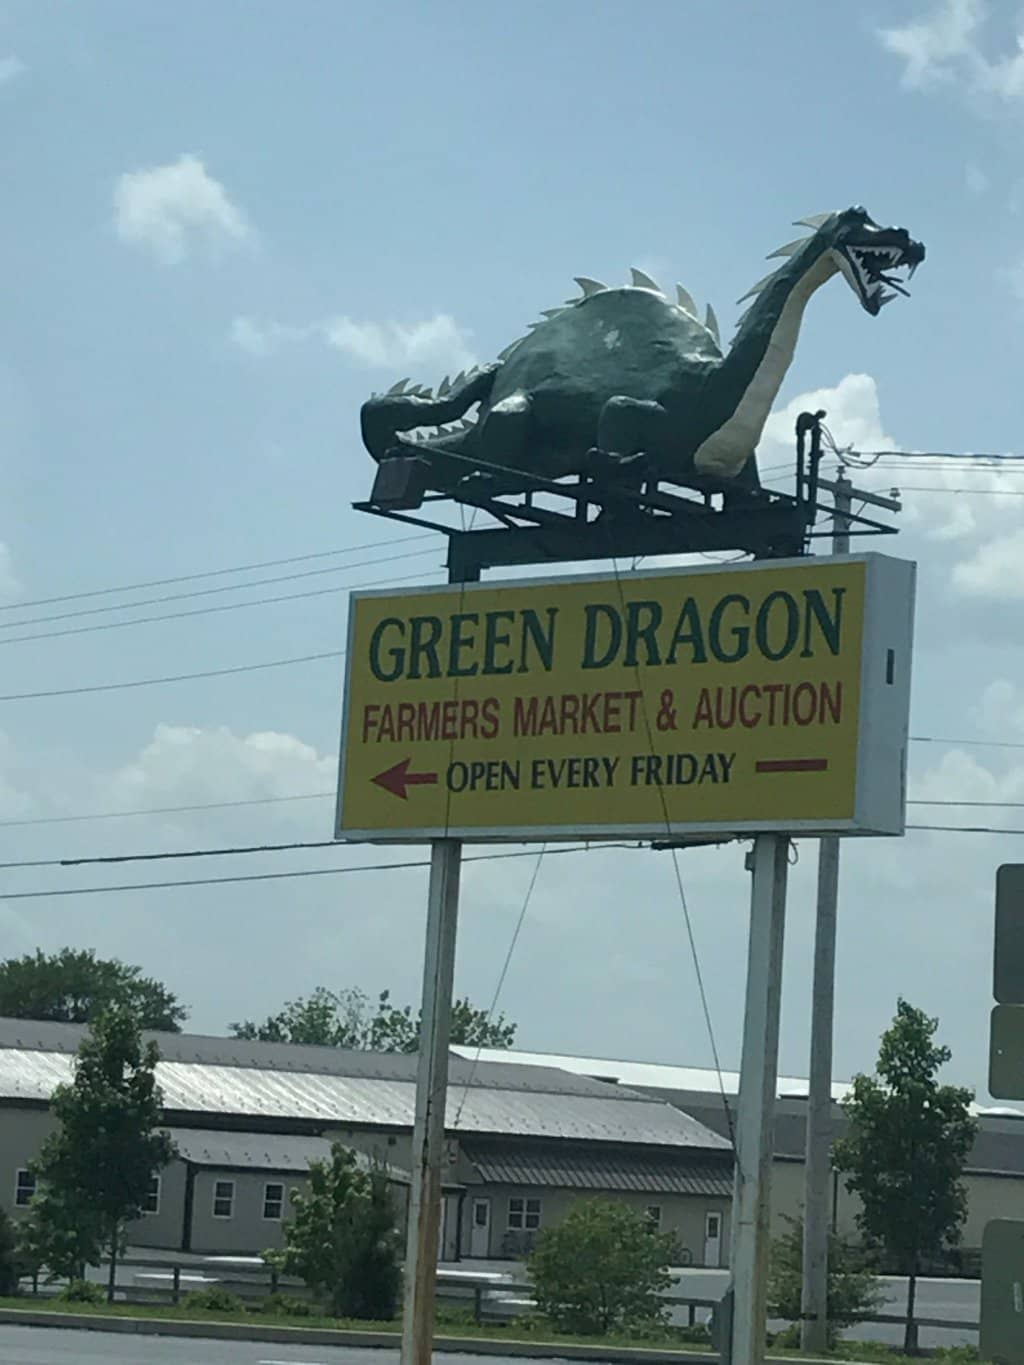 GREEN DRAGON
FARMERS MARKET & AUCTION
OPEN EVERY FRIDAY